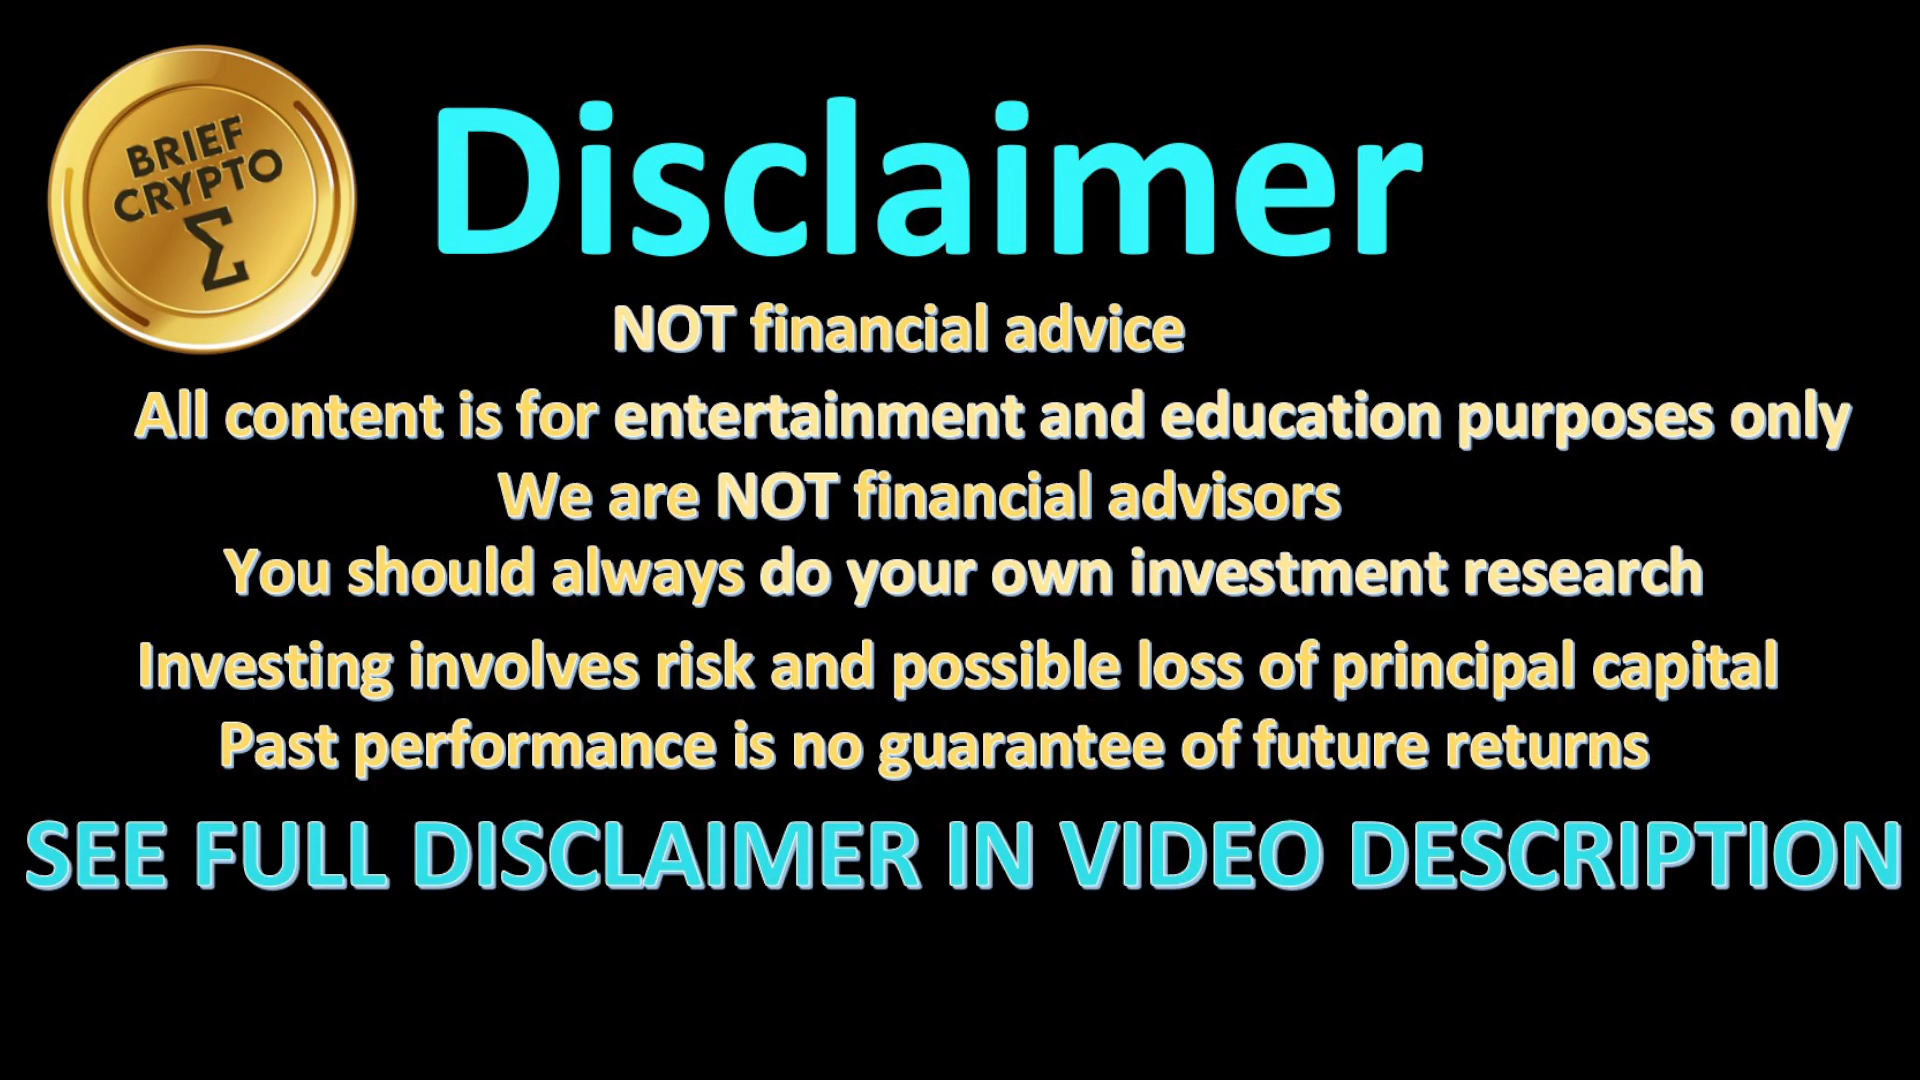 BRIEF
CRYPTO
Σ
Disclaimer
NOT financial advice
All content is for entertainment and education purposes only
We are NOT financial advisors
You should always do your own investment research
Investing involves risk and possible loss of principal capital
Past performance is no guarantee of future returns
SEE FULL DISCLAIMER IN VIDEO DESCRIPTION